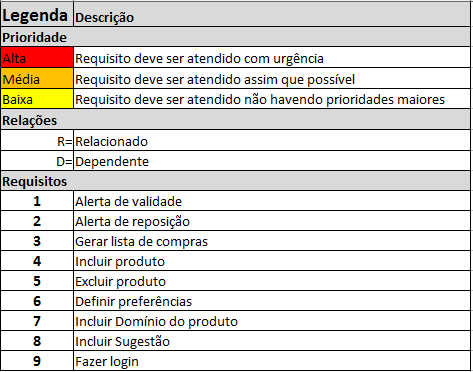 Legenda Descrição
Prioridade
Alta Requisito deve ser atendido com urgência
Média Requisito deve ser atendido assim que possível
Baixa Requisito deve ser atendido não havendo prioridades maiores
Relações
R= Relacionado
D= Dependente
Requisitos
1 Alerta de validade
2 Alerta de reposição
3 Gerar lista de compras
4 Incluir produto
5 Excluir produto
6 Definir preferências
7 Incluir Domínio do produto
8 Incluir Sugestão
9 Fazer login